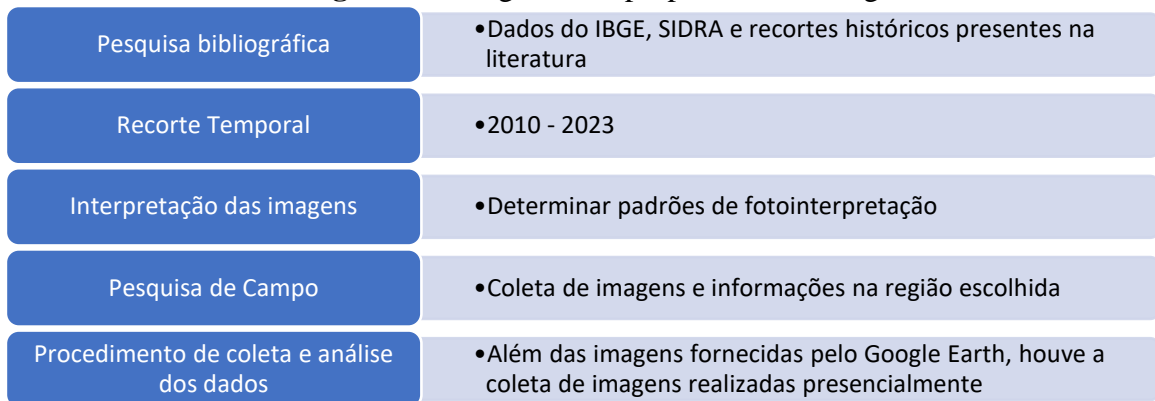 Pesquisa bibliográfica
•Dados do IBGE, SIDRA e recortes históricos presentes na
literatura
Recorte Temporal
•2010 - 2023
Interpretação das imagens
•Determinar padrões de fotointerpretação
Pesquisa de Campo
•Coleta de imagens e informações na região escolhida
Procedimento de coleta e análise
dos dados
•Além das imagens fornecidas pelo Google Earth, houve a
coleta de imagens realizadas presencialmente